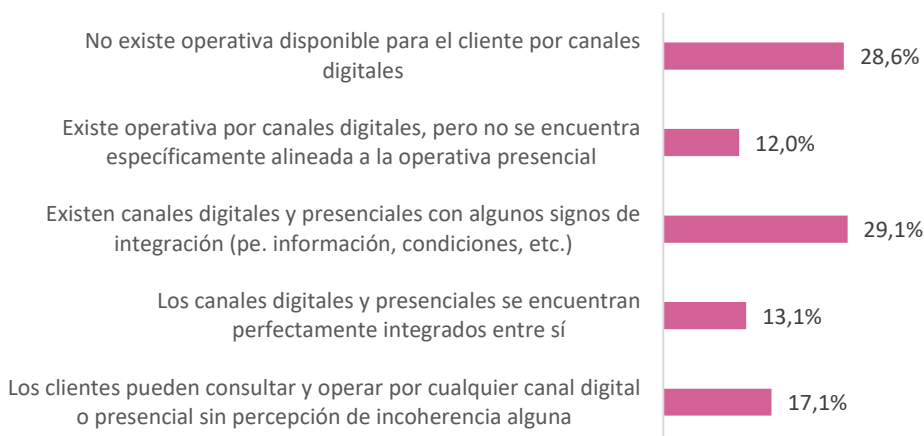 No existe operativa disponible para el cliente por canales
digitales
28,6%
Existe operativa por canales digitales, pero no se encuentra
específicamente alineada a la operativa presencial
12,0%
Existen canales digitales y presenciales con algunos signos de
integración (pe. información, condiciones, etc.)
29,1%
Los canales digitales y presenciales se encuentran
perfectamente integrados entre sí
13,1%
Los clientes pueden consultar y operar por cualquier canal digital
o presencial sin percepción de incoherencia alguna
17,1%